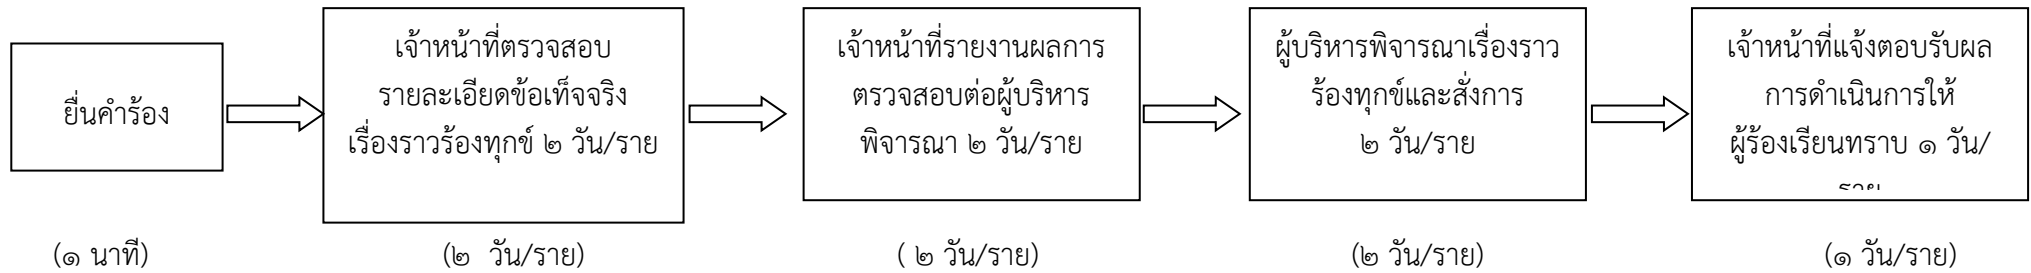 ยื่นคำร้อง
เจ้าหน้าที่ตรวจสอบ
รายละเอียดข้อเท็จจริง
เรื่องราวร้องทุกข์ ๒ วัน/ราย
เจ้าหน้าที่รายงานผลการ
ตรวจสอบต่อผู้บริหาร
พิจารณา ๒ วัน/ราย
ผู้บริหารพิจารณาเรื่องราว
ร้องทุกข์และสั่งการ
๒ วัน/ราย
เจ้าหน้าที่แจ้งตอบรับผล
การดำเนินการให้
ผู้ร้องเรียนทราบ ๑ วัน/
ราย
(๑ นาที)
(๒ วัน/ราย)
( ๒ วัน/ราย)
(๒ วัน/ราย)
(๑ วัน/ราย)